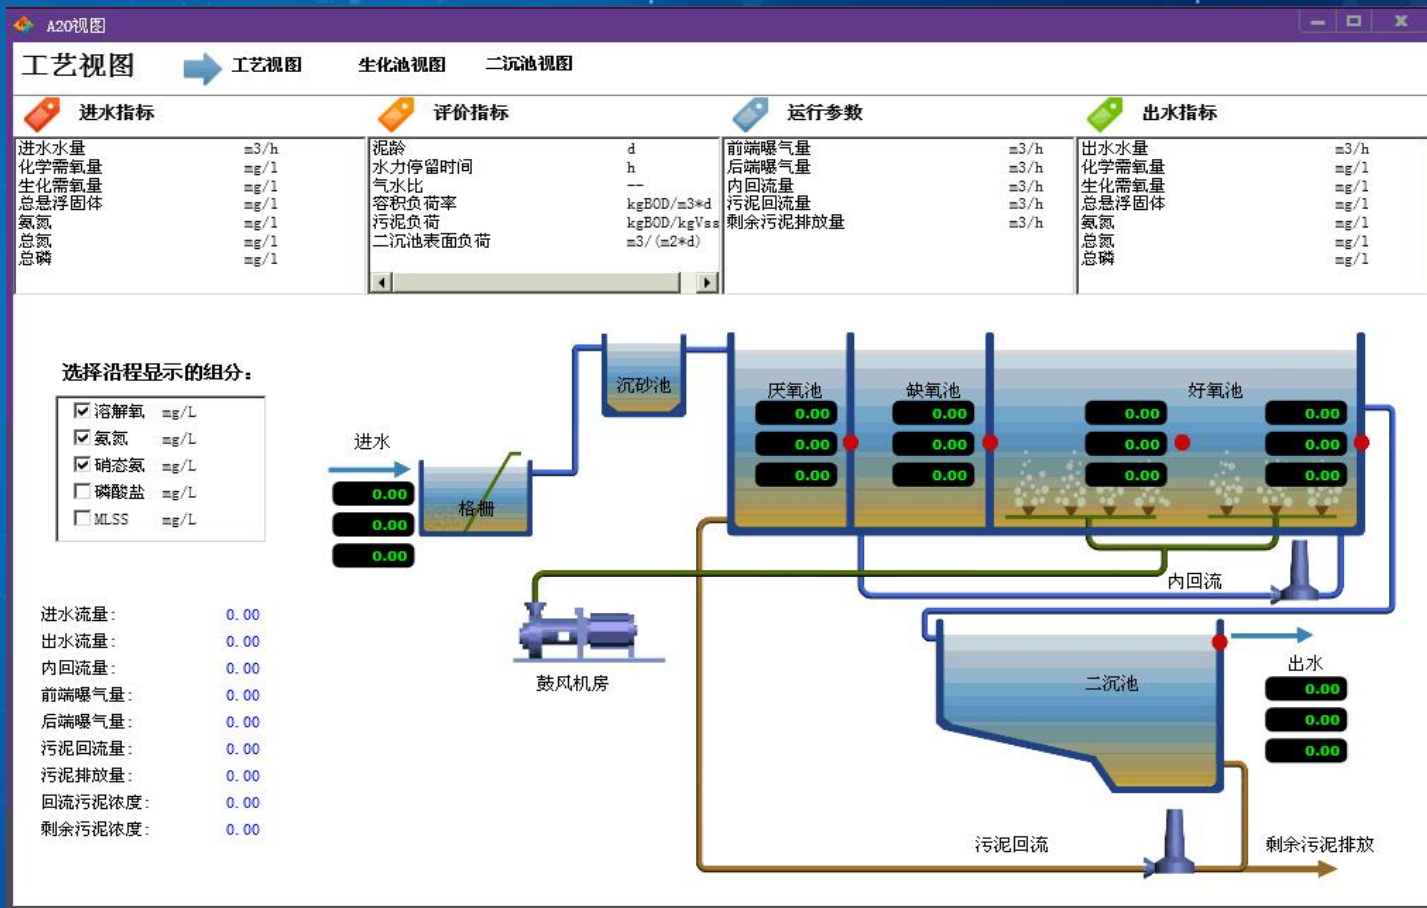 A2O视图
工艺视图 工艺视图 生化池视图 二沉池视图
进水指标 评价指标 运行参数 出水指标
进水水量 m3/h
化学需氧量 mg/l
生化需氧量 mg/l
总悬浮固体 mg/l
氨氮 mg/l
总氮 mg/l
总磷 mg/l
泥龄 d
水力停留时间 h
气水比 --
容积负荷率 kgBOD/m3*d
污泥负荷 kgBOD/kgVss
二沉池表面负荷 m3/(m2*d)
前端曝气量 m3/h
后端曝气量 m3/h
内回流量 m3/h
污泥回流量 m3/h
剩余污泥排放量 m3/h
出水水量 m3/h
化学需氧量 mg/l
生化需氧量 mg/l
总悬浮固体 mg/l
氨氮 mg/l
总氮 mg/l
总磷 mg/l
选择沿程显示的组分:
溶解氧 mg/L
氨氮 mg/L
硝态氨 mg/L
磷酸盐 mg/L
MLSS mg/L
进水
0.00
0.00
0.00
格栅
沉砂池
厌氧池
0.00
0.00
0.00
缺氧池
0.00
0.00
0.00
好氧池
0.00 0.00
0.00 0.00
0.00 0.00
内回流
鼓风机房
二沉池
出水
0.00
0.00
0.00
污泥回流
剩余污泥排放
进水流量: 0.00
出水流量: 0.00
内回流量: 0.00
前端曝气量: 0.00
后端曝气量: 0.00
污泥回流量: 0.00
污泥排放量: 0.00
回流污泥浓度: 0.00
剩余污泥浓度: 0.00